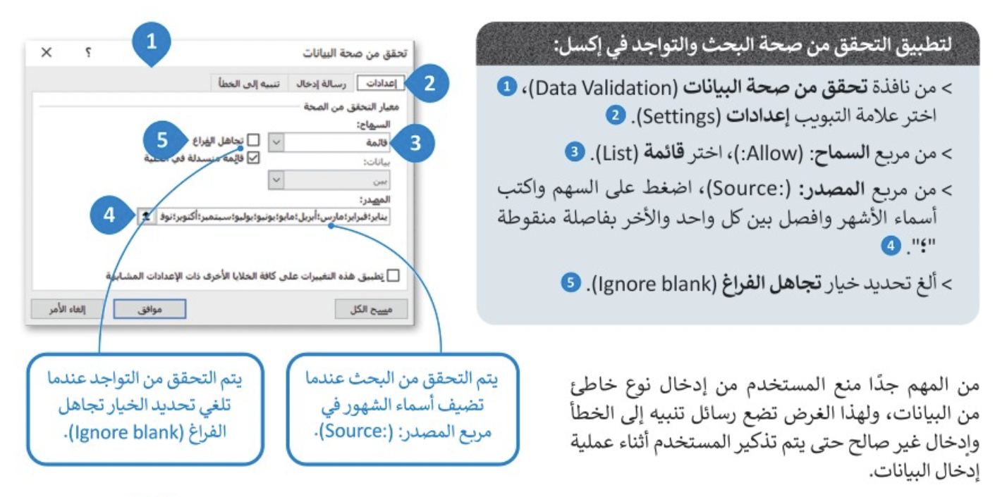 لتطبيق التحقق من صحة البحث والتواجد في إكسل:
> من نافذة تحقق من صحة البيانات (Data Validation)، 1
اختر علامة التبويب إعدادات (Settings). 2
> من مربع السماح: (Allow:)، اختر قائمة (List). 3
> من مربع المصدر: (Source:)، اضغط على السهم واكتب
أسماء الأشهر وافصل بين كل واحد والأخر بفاصلة منقوطة
"؛". 4
> ألغ تحديد خيار تجاهل الفراغ (Ignore blank). 5
1
تحقق من صحة البيانات ? ×
إعدادات رسالة إدخال تنبيه إلى الخطأ 2
معيار التحقق من الصحة
السماح:
قائمة 3
تجاهل الفراغ 5
قائمة منسدلة في الخلية
بيانات:
بين
المصدر:
يناير؛فبراير؛مارس؛أبريل؛مايو؛يونيو؛يوليو؛سبتمبر؛أكتوبر؛نوف 4
تطبيق هذه التغييرات على كافة الخلايا الأخرى ذات الإعدادات المشابهة
مسح الكل موافق إلغاء الأمر
يتم التحقق من البحث عندما
تضيف أسماء الشهور في
مربع المصدر: (Source:).
يتم التحقق من التواجد عندما
تلغي تحديد الخيار تجاهل
الفراغ (Ignore blank).
من المهم جدًا منع المستخدم من إدخال نوع خاطئ
من البيانات، ولهذا الغرض تضع رسائل تنبيه إلى الخطأ
وإدخال غير صالح حتى يتم تذكير المستخدم أثناء عملية
إدخال البيانات.